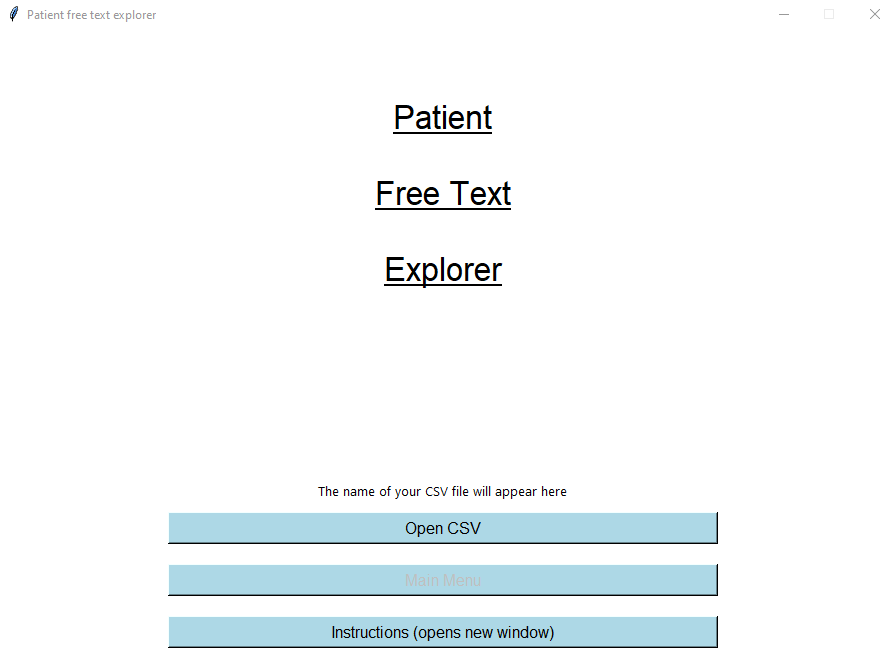 Patient free text explorer
Patient
Free Text
Explorer
The name of your CSV file will appear here
Open CSV
Main Menu
Instructions (opens new window)